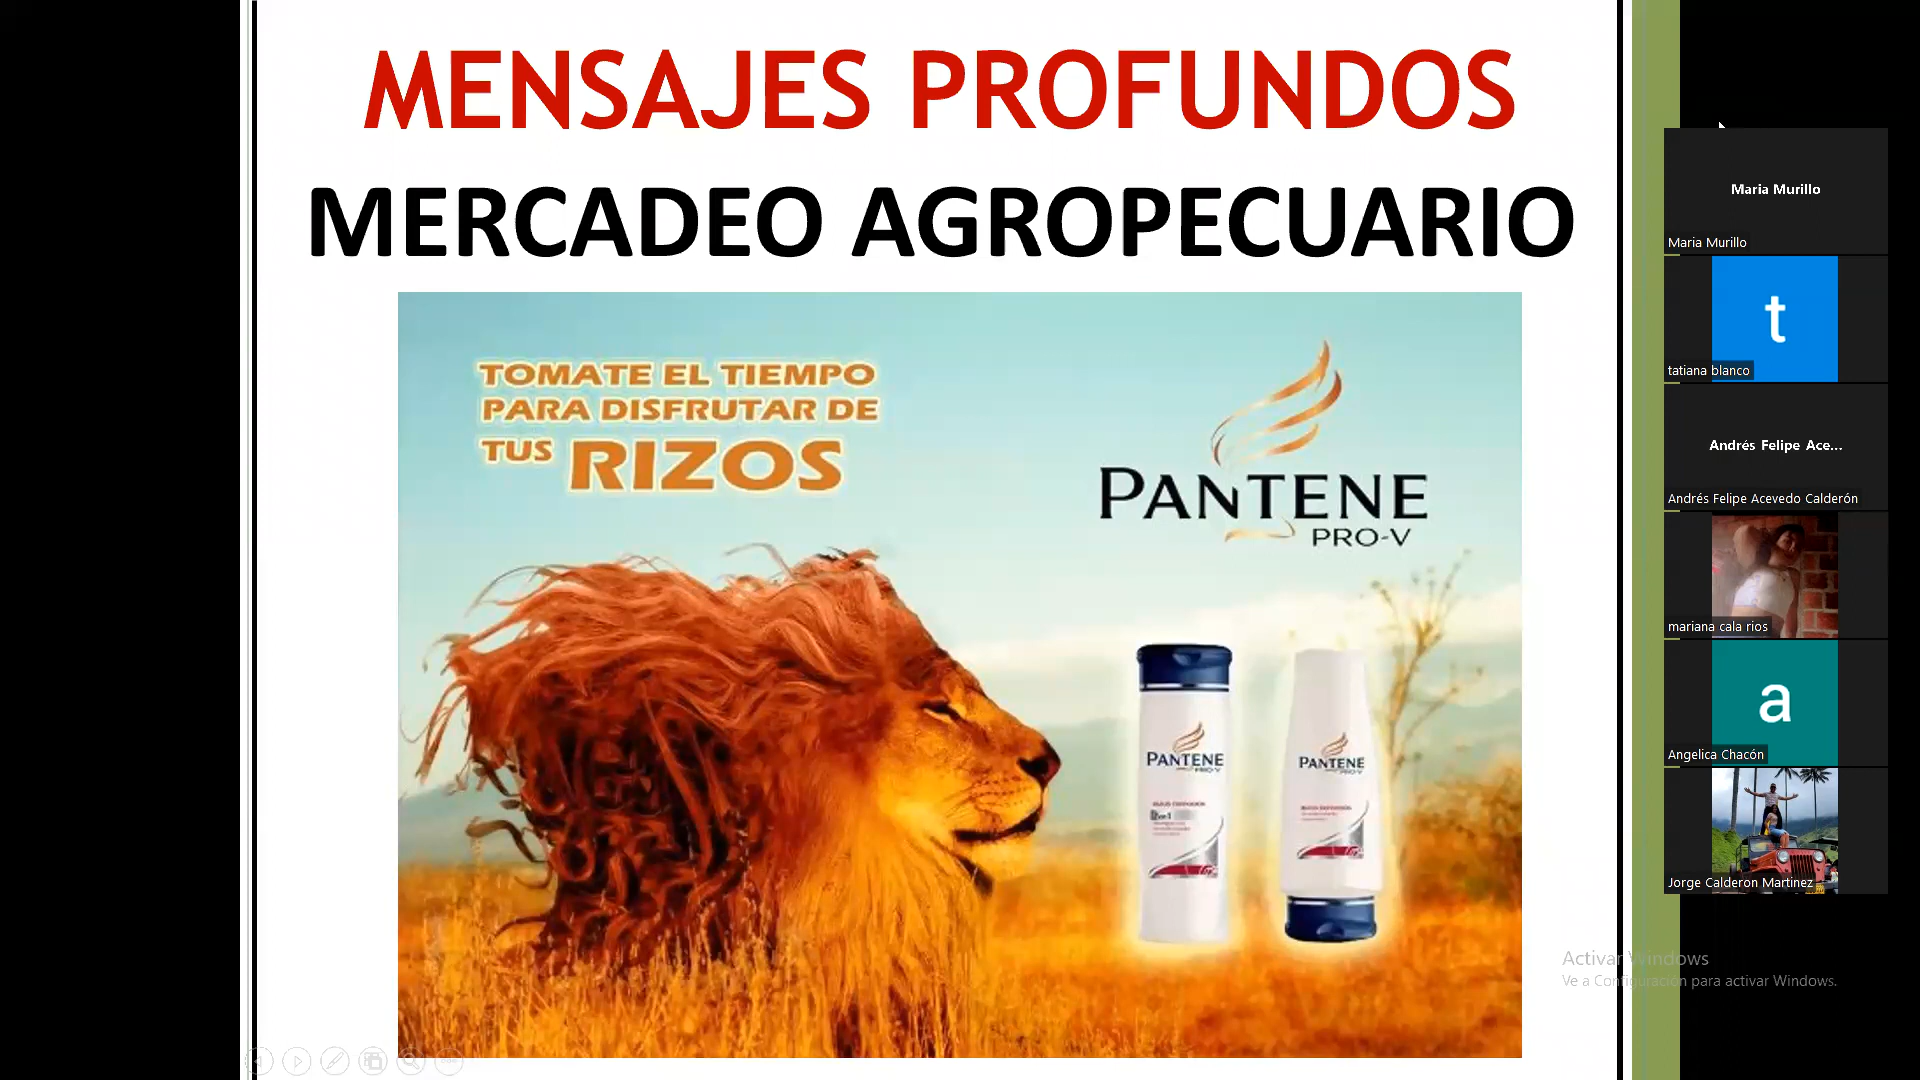 MENSAJES PROFUNDOS
MERCADEO AGROPECUARIO
TOMATE EL TIEMPO
PARA DISFRUTAR DE
TUS RIZOS
PANTENE
PRO-V
PANTENE
PRO-V
PANTENE
PRO-V
Maria Murillo
Maria Murillo
t
tatiana blanco
Andrés Felipe Ace...
Andrés Felipe Acevedo Calderón
mariana cala rios
a
Angelica Chacón
Jorge Calderon Martinez
Activar Windows
Ve a Configuración para activar Windows.